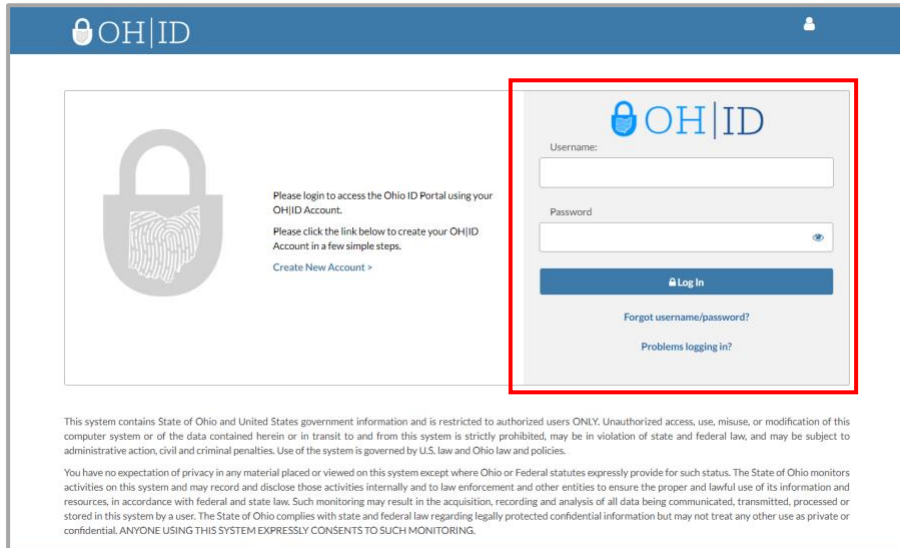 OH|ID
OH|ID
Username:
Please login to access the Ohio ID Portal using your
OH|ID Account.
Please click the link below to create your OH|ID
Account in a few simple steps.
Create New Account >
Password
Log In
Forgot username/password?
Problems logging in?
This system contains State of Ohio and United States government information and is restricted to authorized users ONLY. Unauthorized access, use, misuse, or modification of this
computer system or of the data contained herein or in transit to and from this system is strictly prohibited, may be in violation of state and federal law, and may be subject to
administrative action, civil and criminal penalties. Use of the system is governed by U.S. law and Ohio law and policies.
You have no expectation of privacy in any material placed or viewed on this system except where Ohio or Federal statutes expressly provide for such status. The State of Ohio monitors
activities on this system and may record and disclose those activities internally and to law enforcement and other entities to ensure the proper and lawful use of its information and
resources, in accordance with federal and state law. Such monitoring may result in the acquisition, recording and analysis of all data being communicated, transmitted, processed or
stored in this system by a user. The State of Ohio complies with state and federal law regarding legally protected confidential information but may not treat any other use as private or
confidential. ANYONE USING THIS SYSTEM EXPRESSLY CONSENTS TO SUCH MONITORING.